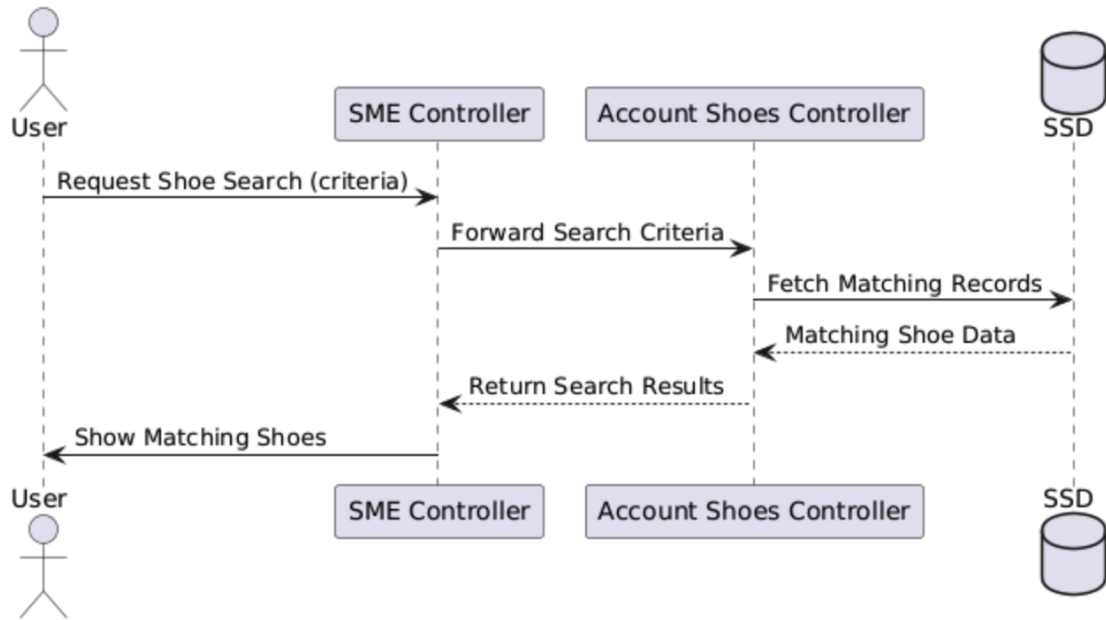 User
SME Controller
Account Shoes Controller
SSD
Request Shoe Search (criteria)
Forward Search Criteria
Fetch Matching Records
Matching Shoe Data
Return Search Results
Show Matching Shoes
User
SME Controller
Account Shoes Controller
SSD